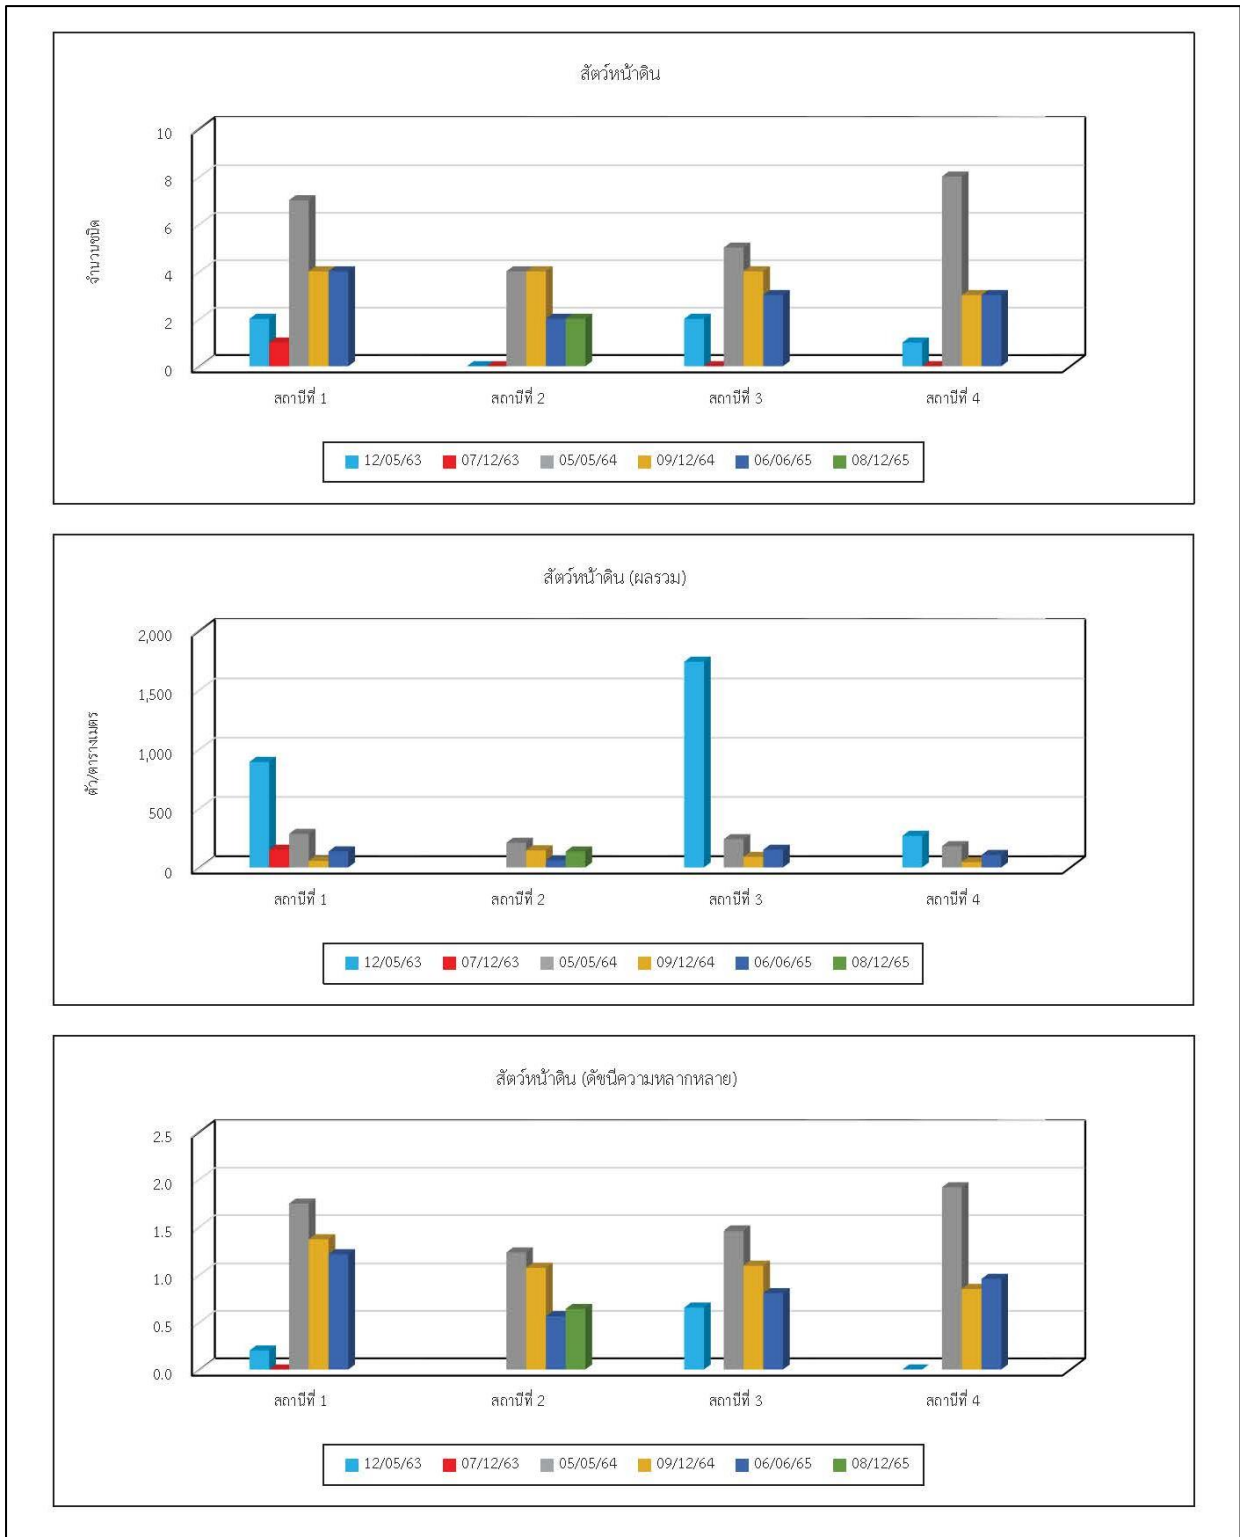 สัตว์หน้าดิน
จำนวนชนิด
10
8
6
4
2
0
สถานีที่ 1 สถานีที่ 2 สถานีที่ 3 สถานีที่ 4
12/05/63 07/12/63 05/05/64 09/12/64 06/06/65 08/12/65
สัตว์หน้าดิน (ผลรวม)
ตัว/ตารางเมตร
2,000
1,500
1,000
500
0
สถานีที่ 1 สถานีที่ 2 สถานีที่ 3 สถานีที่ 4
12/05/63 07/12/63 05/05/64 09/12/64 06/06/65 08/12/65
สัตว์หน้าดิน (ดัชนีความหลากหลาย)
2.5
2.0
1.5
1.0
0.5
0.0
สถานีที่ 1 สถานีที่ 2 สถานีที่ 3 สถานีที่ 4
12/05/63 07/12/63 05/05/64 09/12/64 06/06/65 08/12/65